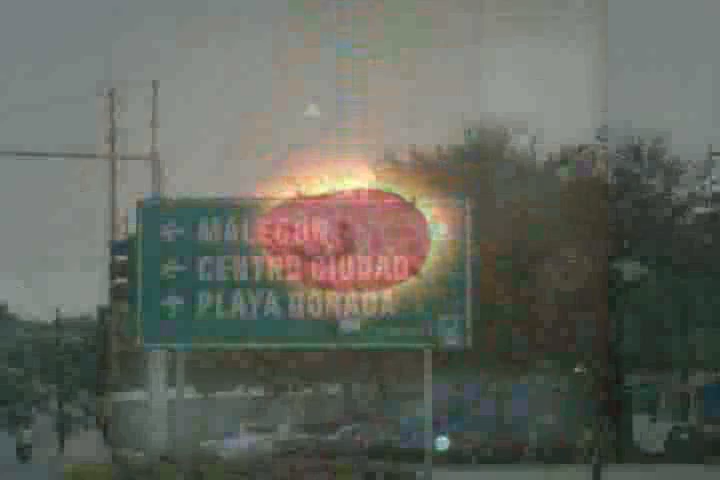 ← MALECON
← CENTRO CIUDAD
↑ PLAYA DORADA